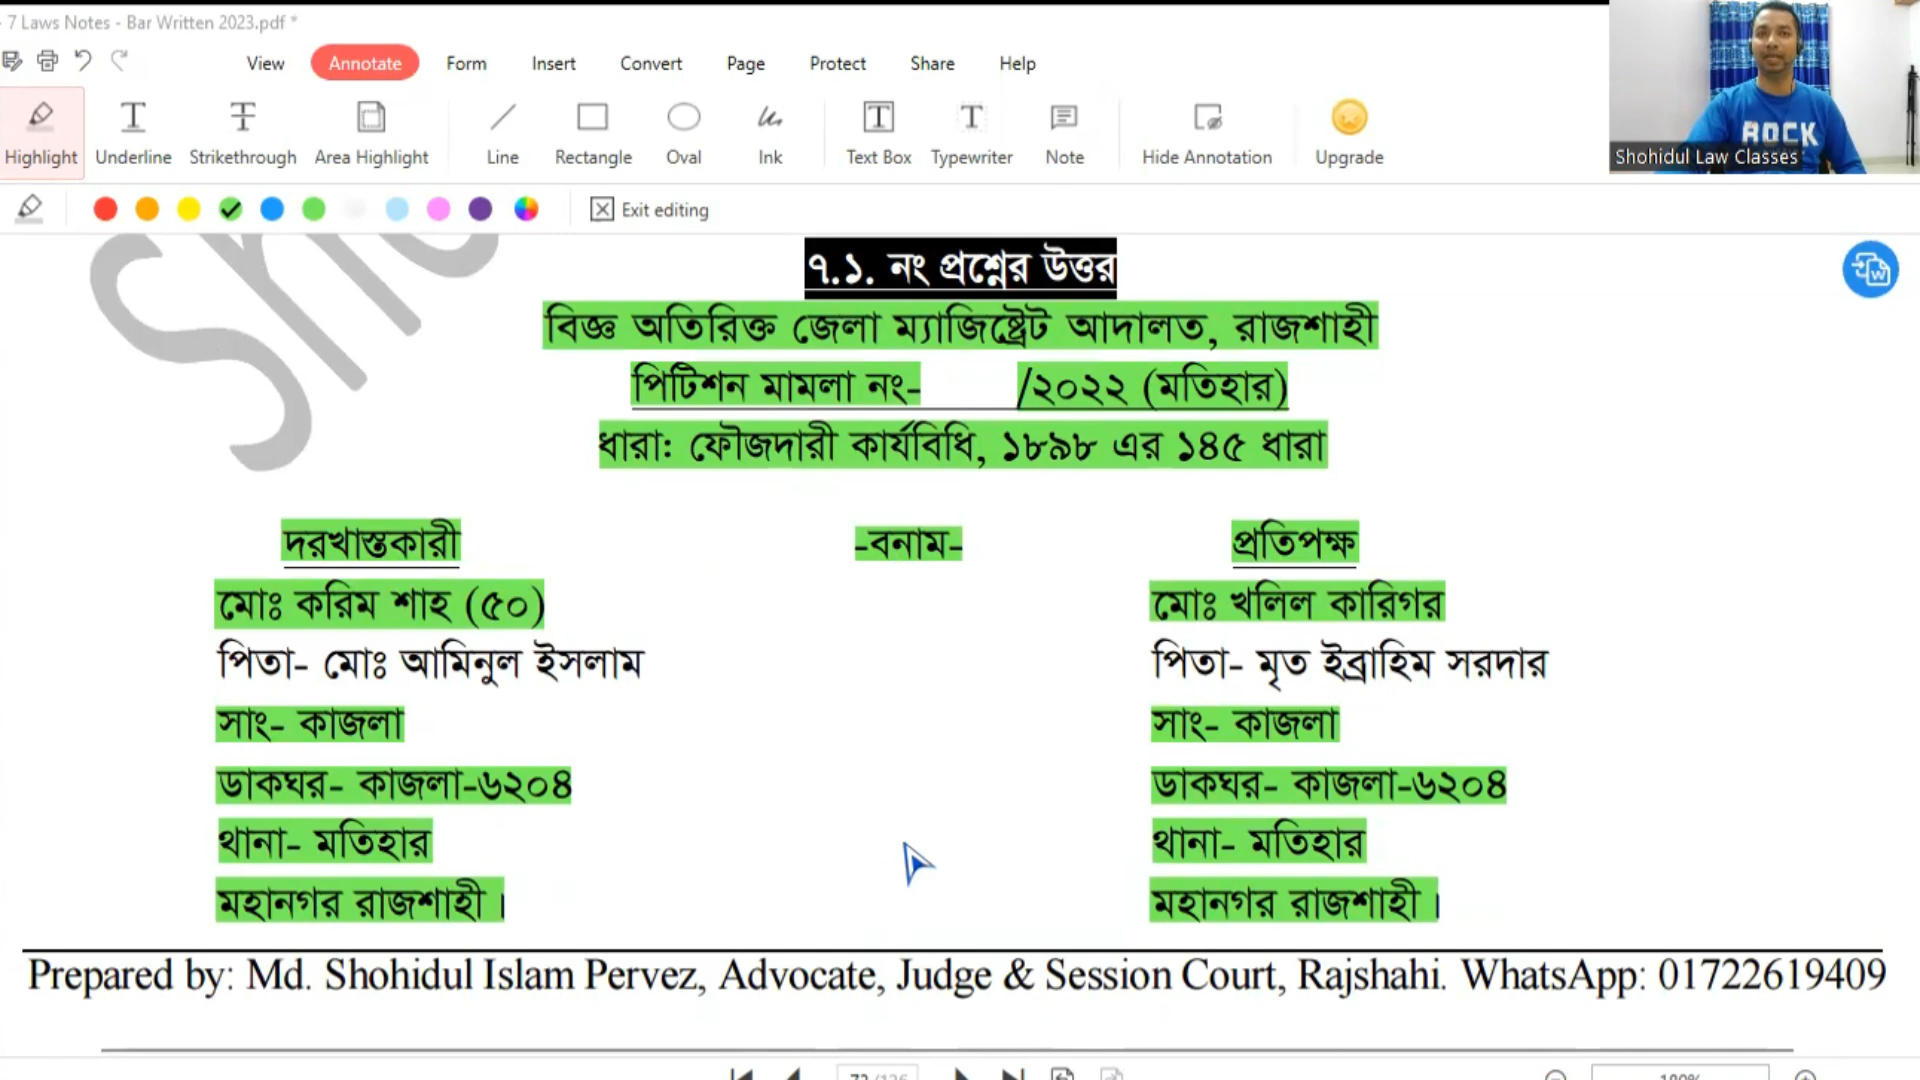 - 7 Laws Notes - Bar Written 2023.pdf *
View Annotate Form Insert Convert Page Protect Share Help
Highlight Underline Strikethrough Area Highlight Line Rectangle Oval Ink Text Box Typewriter Note Hide Annotation Upgrade
ROCK
Shohidul Law Classes
Exit editing
৭.১. নং প্রশ্নের উত্তর
বিজ্ঞ অতিরিক্ত জেলা ম্যাজিষ্ট্রেট আদালত, রাজশাহী
পিটিশন মামলা নং- /২০২২ (মতিহার)
ধারা: ফৌজদারী কার্যবিধি, ১৮৯৮ এর ১৪৫ ধারা
দরখাস্তকারী -বনাম- প্রতিপক্ষ
মোঃ করিম শাহ (৫০) মোঃ খলিল কারিগর
পিতা- মোঃ আমিনুল ইসলাম পিতা- মৃত ইব্রাহিম সরদার
সাং- কাজলা সাং- কাজলা
ডাকঘর- কাজলা-৬২০৪ ডাকঘর- কাজলা-৬২০৪
থানা- মতিহার থানা- মতিহার
মহানগর রাজশাহী। মহানগর রাজশাহী।
Prepared by: Md. Shohidul Islam Pervez, Advocate, Judge & Session Court, Rajshahi. WhatsApp: 01722619409